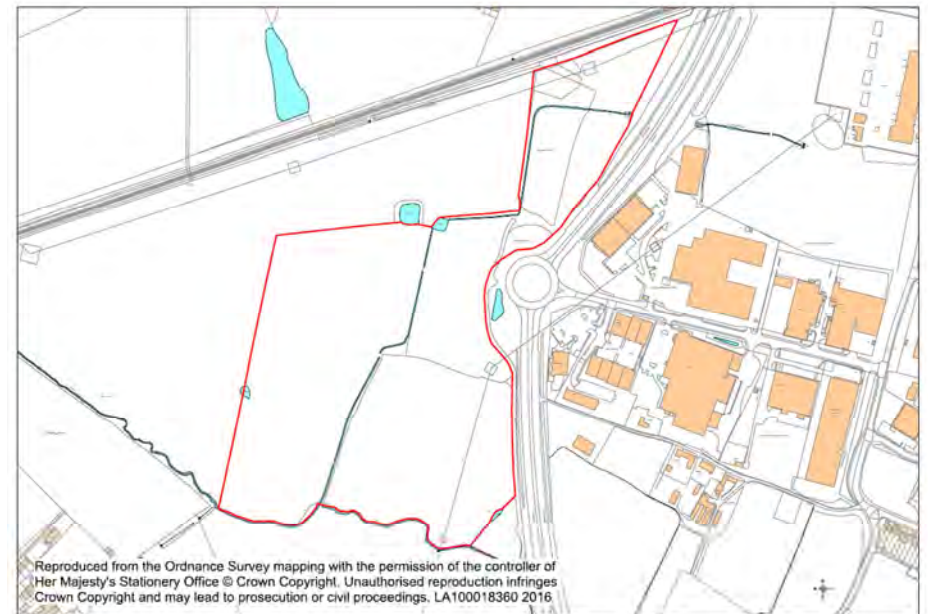 Reproduced from the Ordnance Survey mapping with the permission of the controller of
Her Majesty's Stationery Office © Crown Copyright. Unauthorised reproduction infringes
Crown Copyright and may lead to prosecution or civil proceedings. LA100018360 2016